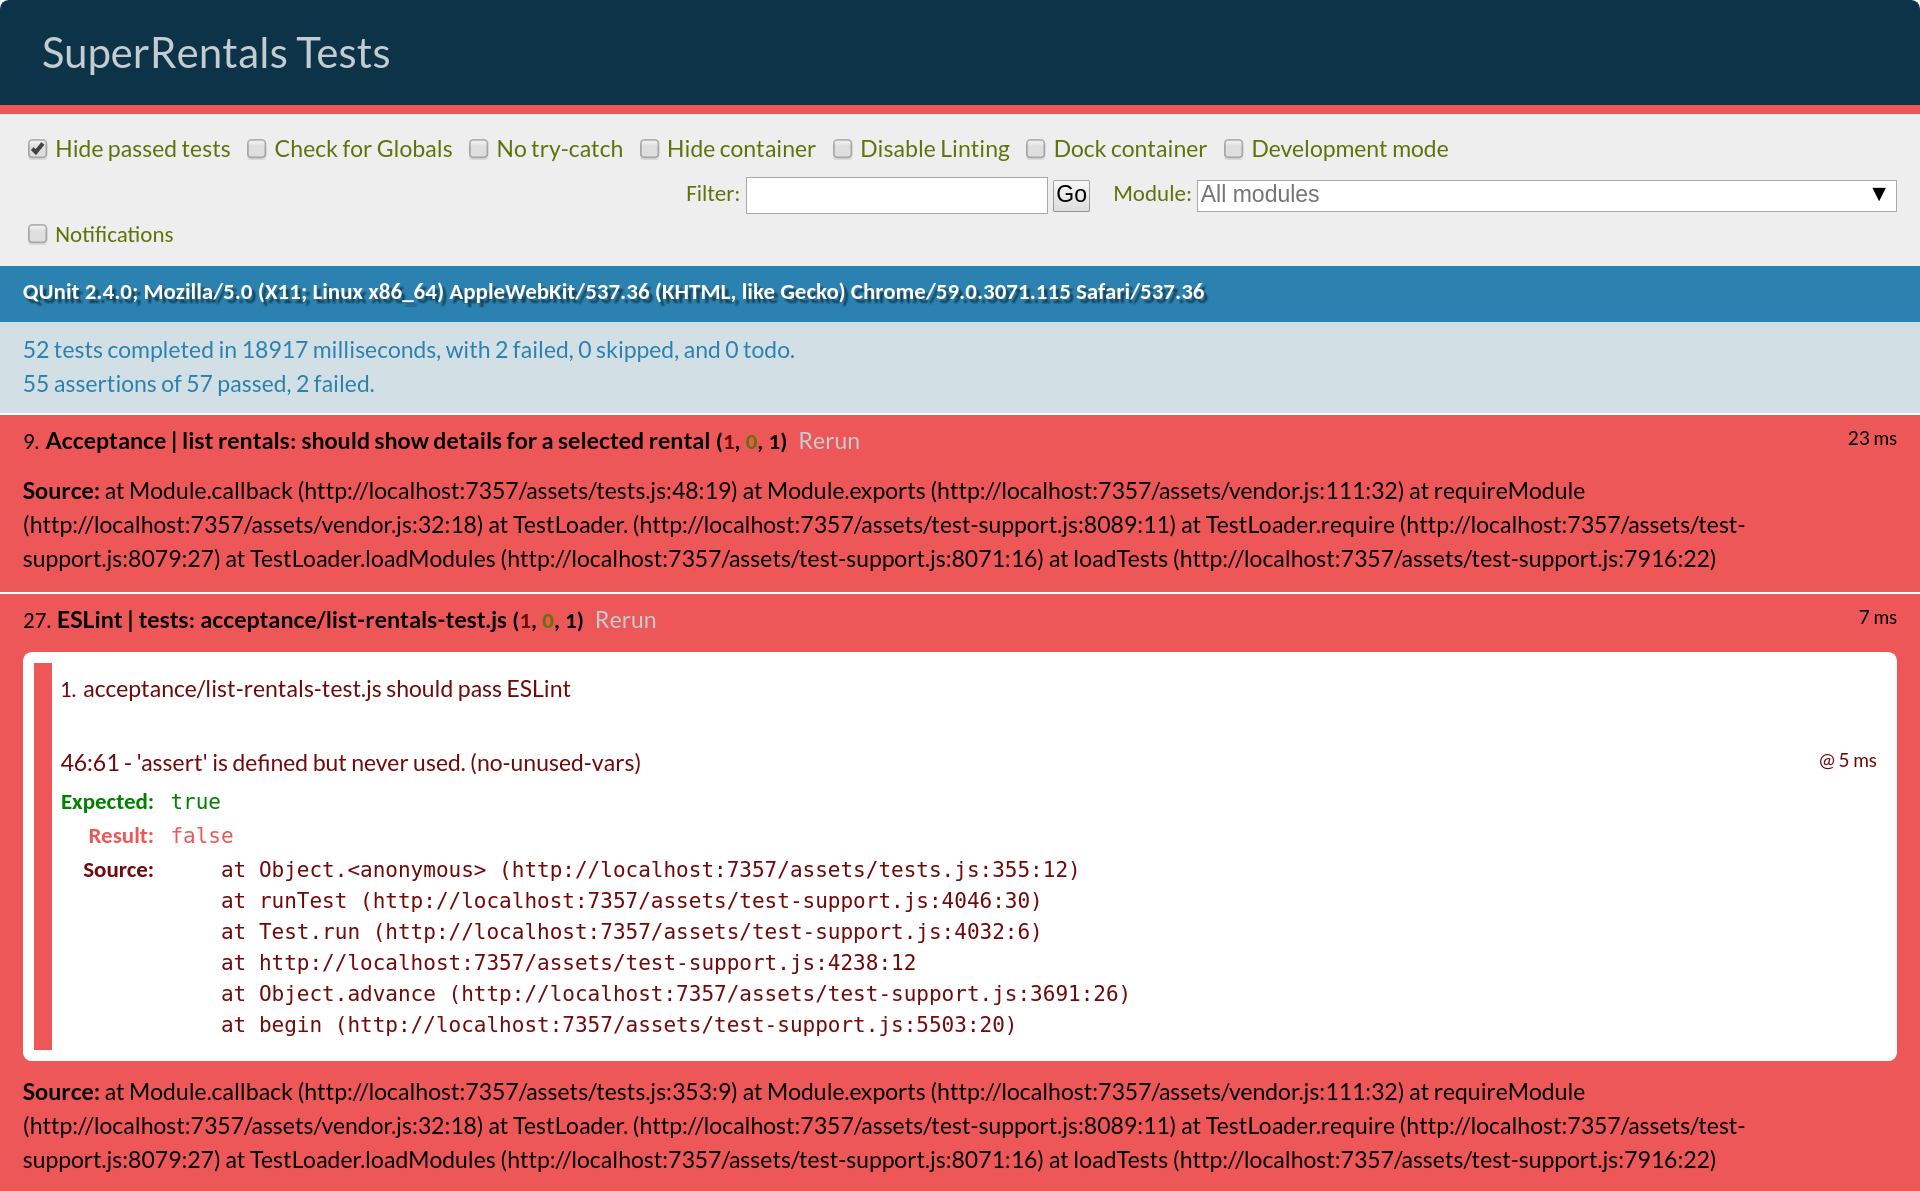 SuperRentals Tests
Hide passed tests Check for Globals No try-catch Hide container Disable Linting Dock container Development mode
Filter: Go Module: All modules ▼
Notifications
QUnit 2.4.0; Mozilla/5.0 (X11; Linux x86_64) AppleWebKit/537.36 (KHTML, like Gecko) Chrome/59.0.3071.115 Safari/537.36
52 tests completed in 18917 milliseconds, with 2 failed, 0 skipped, and 0 todo.
55 assertions of 57 passed, 2 failed.
9. Acceptance | list rentals: should show details for a selected rental (1, 0, 1) Rerun 23 ms
Source: at Module.callback (http://localhost:7357/assets/tests.js:48:19) at Module.exports (http://localhost:7357/assets/vendor.js:111:32) at requireModule
(http://localhost:7357/assets/vendor.js:32:18) at TestLoader. (http://localhost:7357/assets/test-support.js:8089:11) at TestLoader.require (http://localhost:7357/assets/test-
support.js:8079:27) at TestLoader.loadModules (http://localhost:7357/assets/test-support.js:8071:16) at loadTests (http://localhost:7357/assets/test-support.js:7916:22)
27. ESLint | tests: acceptance/list-rentals-test.js (1, 0, 1) Rerun 7 ms
1. acceptance/list-rentals-test.js should pass ESLint
46:61 - 'assert' is defined but never used. (no-unused-vars) @ 5 ms
Expected: true
Result: false
Source: at Object.<anonymous> (http://localhost:7357/assets/tests.js:355:12)
at runTest (http://localhost:7357/assets/test-support.js:4046:30)
at Test.run (http://localhost:7357/assets/test-support.js:4032:6)
at http://localhost:7357/assets/test-support.js:4238:12
at Object.advance (http://localhost:7357/assets/test-support.js:3691:26)
at begin (http://localhost:7357/assets/test-support.js:5503:20)
Source: at Module.callback (http://localhost:7357/assets/tests.js:353:9) at Module.exports (http://localhost:7357/assets/vendor.js:111:32) at requireModule
(http://localhost:7357/assets/vendor.js:32:18) at TestLoader. (http://localhost:7357/assets/test-support.js:8089:11) at TestLoader.require (http://localhost:7357/assets/test-
support.js:8079:27) at TestLoader.loadModules (http://localhost:7357/assets/test-support.js:8071:16) at loadTests (http://localhost:7357/assets/test-support.js:7916:22)